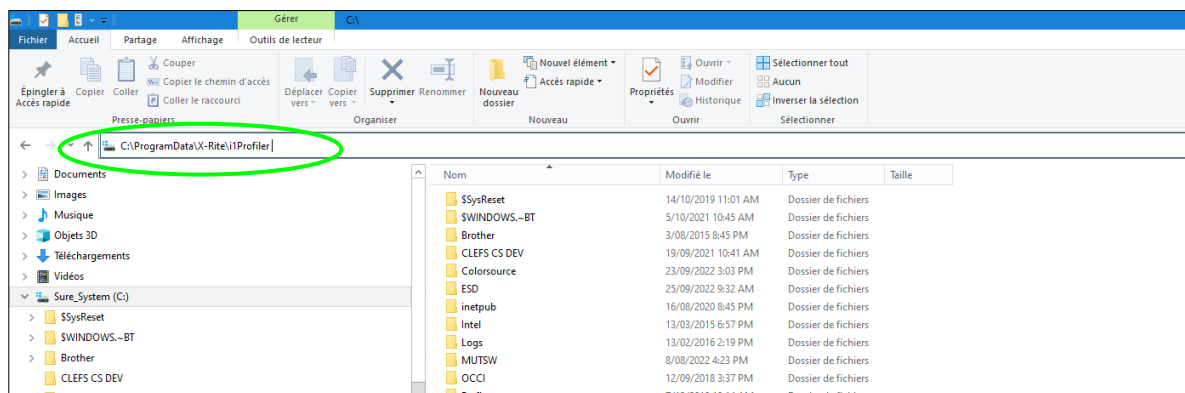 Gérer C:\
Fichier Accueil Partage Affichage Outils de lecteur
Épingler à Accès rapide
Copier
Coller
Couper
Copier le chemin d'accès
Coller le raccourci
Presse-papiers
Déplacer vers
Copier vers
Supprimer
Renommer
Organiser
Nouveau dossier
Nouvel élément
Accès rapide
Nouveau
Propriétés
Ouvrir
Modifier
Historique
Ouvrir
Sélectionner tout
Aucun
Inverser la sélection
Sélectionner
C:\ProgramData\X-Rite\i1Profiler
Documents
Images
Musique
Objets 3D
Téléchargements
Vidéos
Sure_System (C:)
$SysReset
$WINDOWS.~BT
Brother
CLEFS CS DEV
Nom Modifié le Type Taille
$SysReset 14/10/2019 11:01 AM Dossier de fichiers
$WINDOWS.~BT 5/10/2021 10:45 AM Dossier de fichiers
Brother 3/08/2015 8:45 PM Dossier de fichiers
CLEFS CS DEV 19/09/2021 10:41 AM Dossier de fichiers
Colorsource 23/09/2022 3:03 PM Dossier de fichiers
ESD 25/09/2022 9:32 AM Dossier de fichiers
inetpub 16/08/2020 8:45 PM Dossier de fichiers
Intel 13/03/2015 6:57 PM Dossier de fichiers
Logs 13/02/2016 2:19 PM Dossier de fichiers
MUTSW 8/08/2022 4:23 PM Dossier de fichiers
OCCI 12/09/2018 3:37 PM Dossier de fichiers